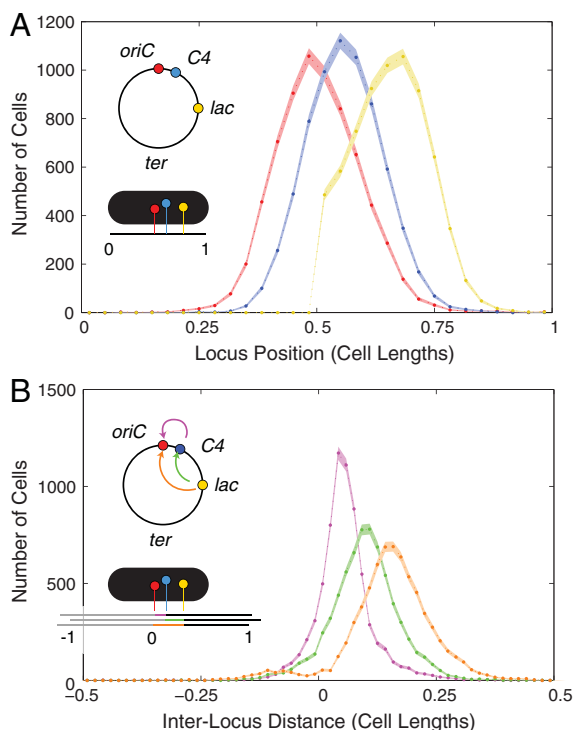 A
1200
1000
800
600
400
200
0
Number of Cells
oriC
C4
lac
ter
0 1
0 0.25 0.5 0.75 1
Locus Position (Cell Lengths)
B
1500
1000
500
0
Number of Cells
oriC
C4
lac
ter
-1 0 1
-0.5 -0.25 0 0.25 0.5
Inter-Locus Distance (Cell Lengths)